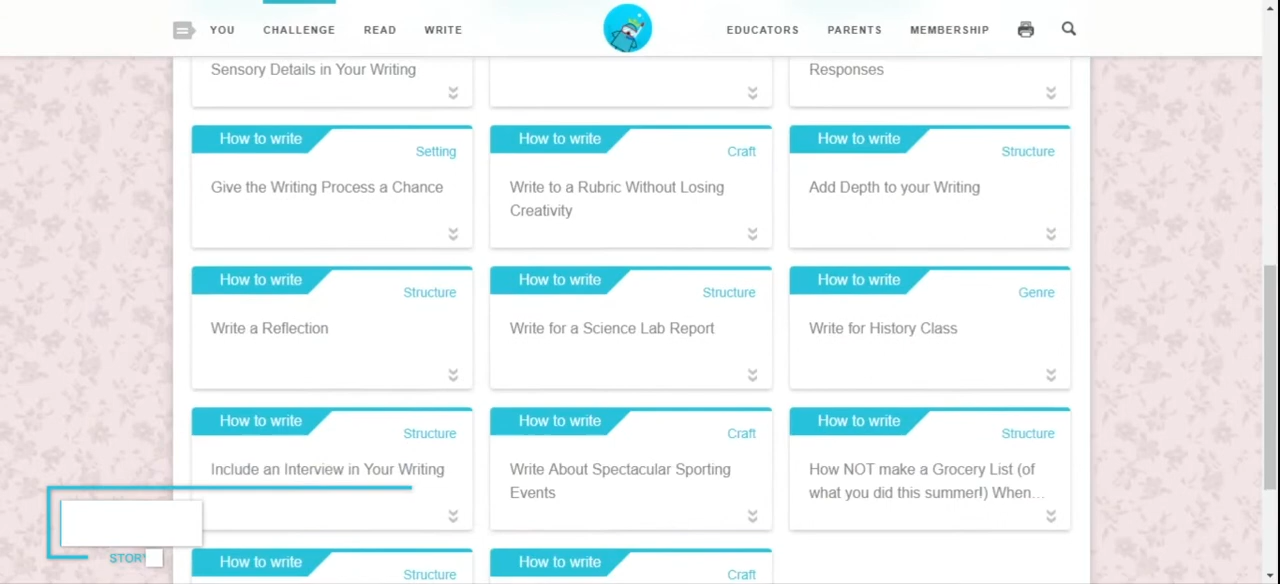 YOU CHALLENGE READ WRITE EDUCATORS PARENTS MEMBERSHIP
Sensory Details in Your Writing
Responses
How to write
Setting
Give the Writing Process a Chance
How to write
Craft
Write to a Rubric Without Losing
Creativity
How to write
Structure
Add Depth to your Writing
How to write
Structure
Write a Reflection
How to write
Structure
Write for a Science Lab Report
How to write
Genre
Write for History Class
How to write
Structure
Include an Interview in Your Writing
How to write
Craft
Write About Spectacular Sporting
Events
How to write
Structure
How NOT make a Grocery List (of
what you did this summer!) When...
STORY
How to write
Structure
How to write
Craft